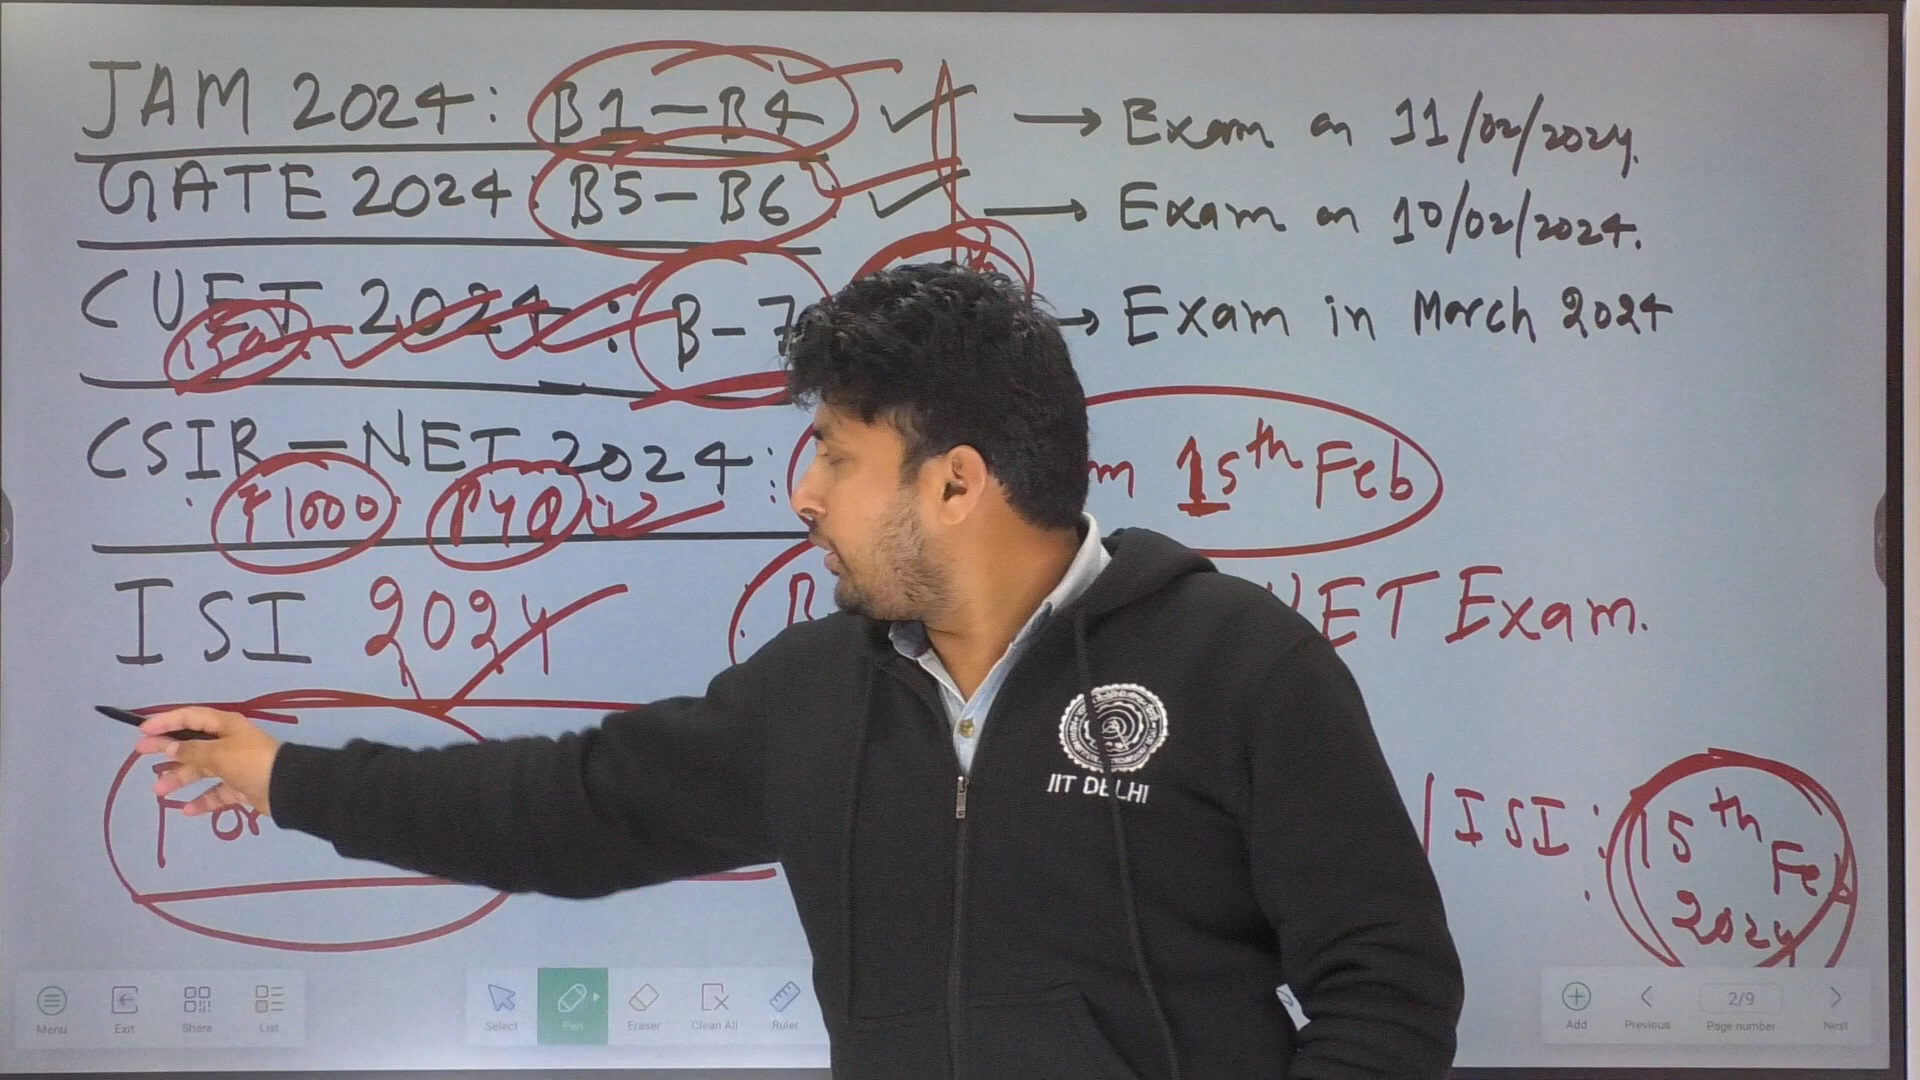 JAM 2024: B1-B4 → Exam on 11/02/2024.
GATE 2024: B5-B6 → Exam on 10/02/2024.
CUET 2024: B-7 → Exam in March 2024
CSIR-NET 2024: 15th Feb
₹1000 PYQ
ISI 2024 NET Exam.
For
ISI: 15th Feb 2024
IIT DELHI
Menu Exit Share List Select Pen Eraser Clean All Ruler Add Previous 2/9 Page number Next